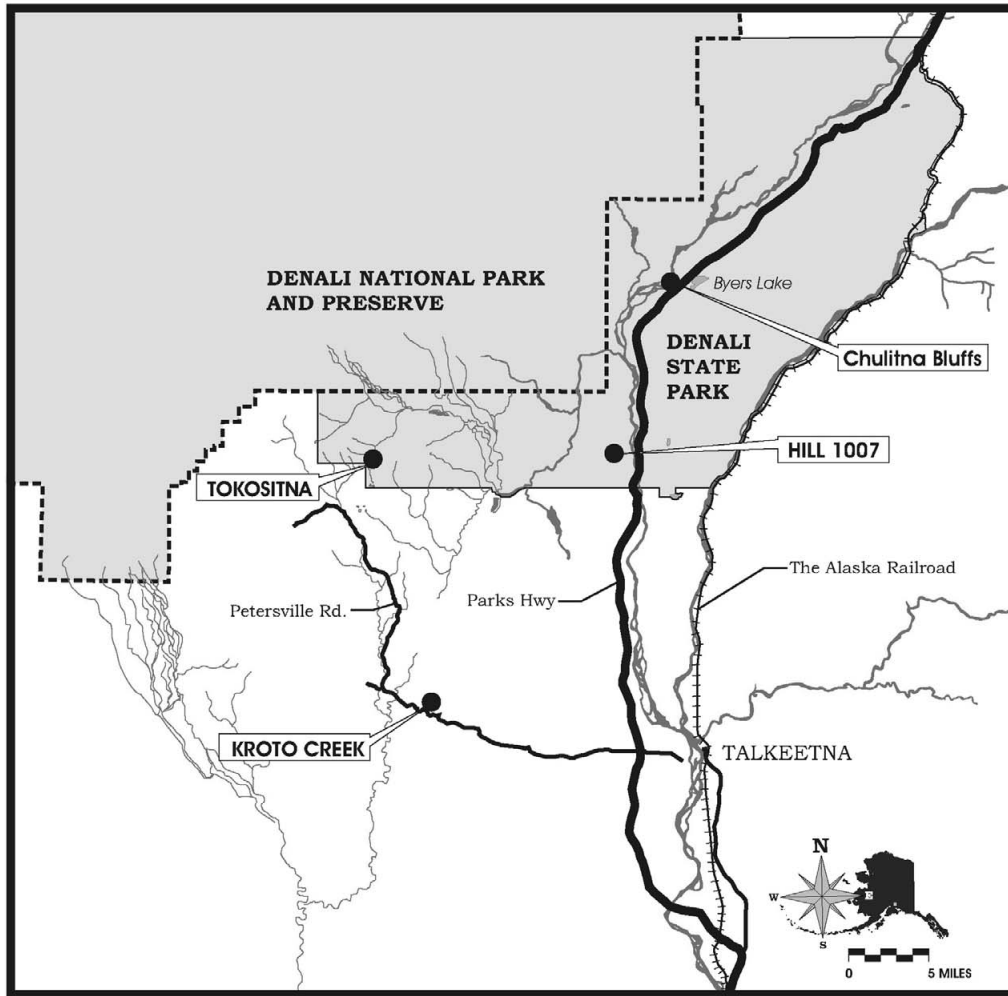 DENALI NATIONAL PARK
AND PRESERVE
Byers Lake
DENALI
STATE
PARK
Chulitna Bluffs
HILL 1007
TOKOSITNA
The Alaska Railroad
Petersville Rd.
Parks Hwy
KROTO CREEK
TALKEETNA
N
W
E
S
0 5 MILES